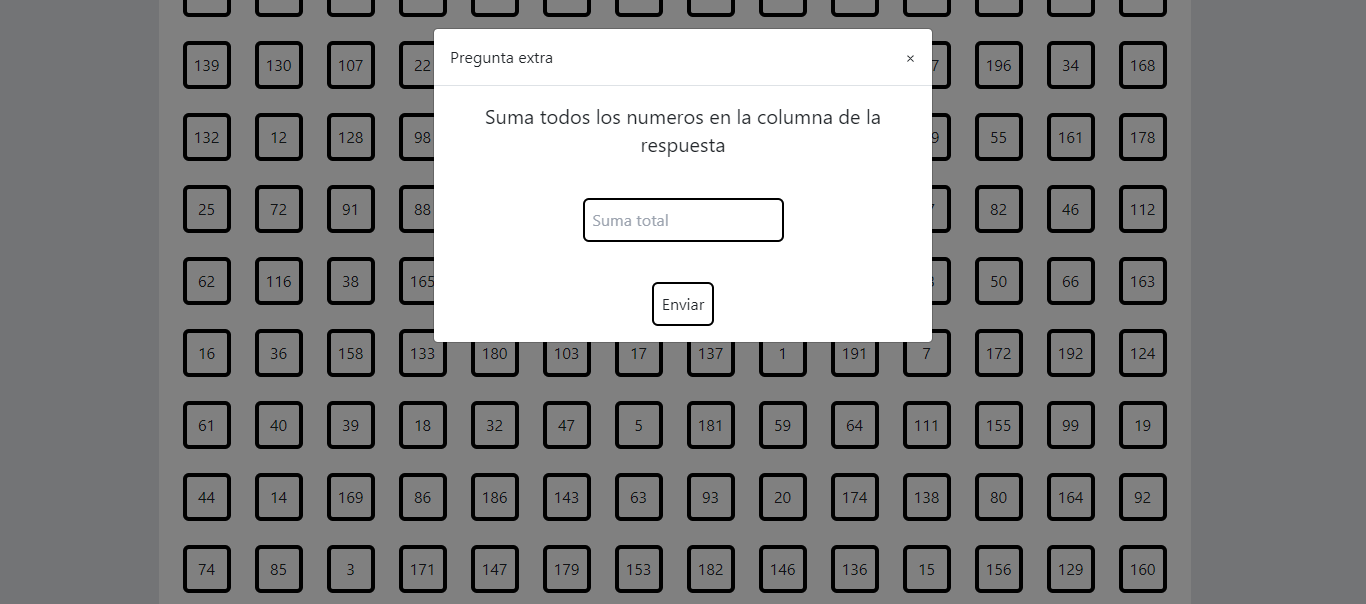 Pregunta extra ×
Suma todos los numeros en la columna de la
respuesta
Suma total
Enviar
139 130 107 22 196 34 168
132 12 128 98 55 161 178
25 72 91 88 82 46 112
62 116 38 165 50 66 163
16 36 158 133 180 103 17 137 1 191 7 172 192 124
61 40 39 18 32 47 5 181 59 64 111 155 99 19
44 14 169 86 186 143 63 93 20 174 138 80 164 92
74 85 3 171 147 179 153 182 146 136 15 156 129 160